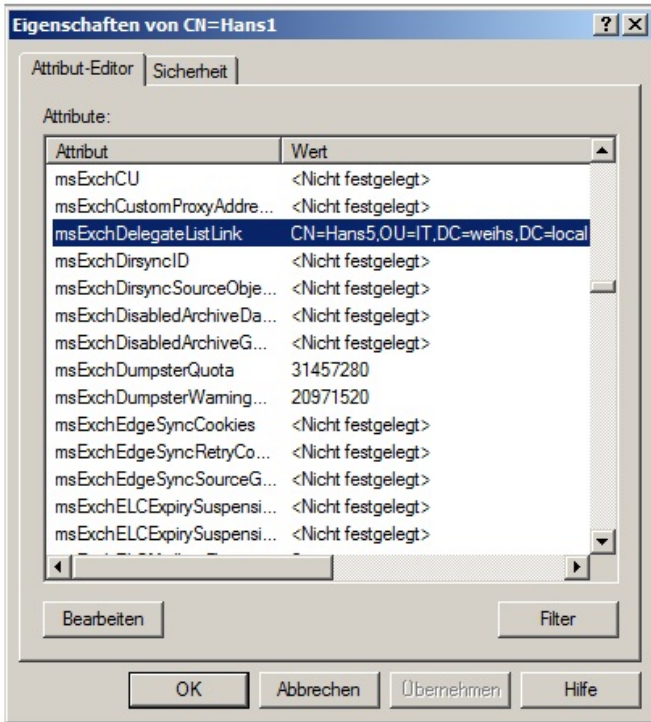 Eigenschaften von CN=Hans1
Attribut-Editor Sicherheit
Attribute:
Attribut Wert
msExchCU <Nicht festgelegt>
msExchCustomProxyAddre... <Nicht festgelegt>
msExchDelegateListLink CN=Hans5,OU=IT,DC=weihs,DC=local
msExchDirsyncID <Nicht festgelegt>
msExchDirsyncSourceObje... <Nicht festgelegt>
msExchDisabledArchiveDa... <Nicht festgelegt>
msExchDisabledArchiveG... <Nicht festgelegt>
msExchDumpsterQuota 31457280
msExchDumpsterWarning... 20971520
msExchEdgeSyncCookies <Nicht festgelegt>
msExchEdgeSyncRetryCo... <Nicht festgelegt>
msExchEdgeSyncSourceG... <Nicht festgelegt>
msExchELCExpirySuspensi... <Nicht festgelegt>
msExchELCExpirySuspensi... <Nicht festgelegt>
Bearbeiten Filter
OK Abbrechen Übernehmen Hilfe